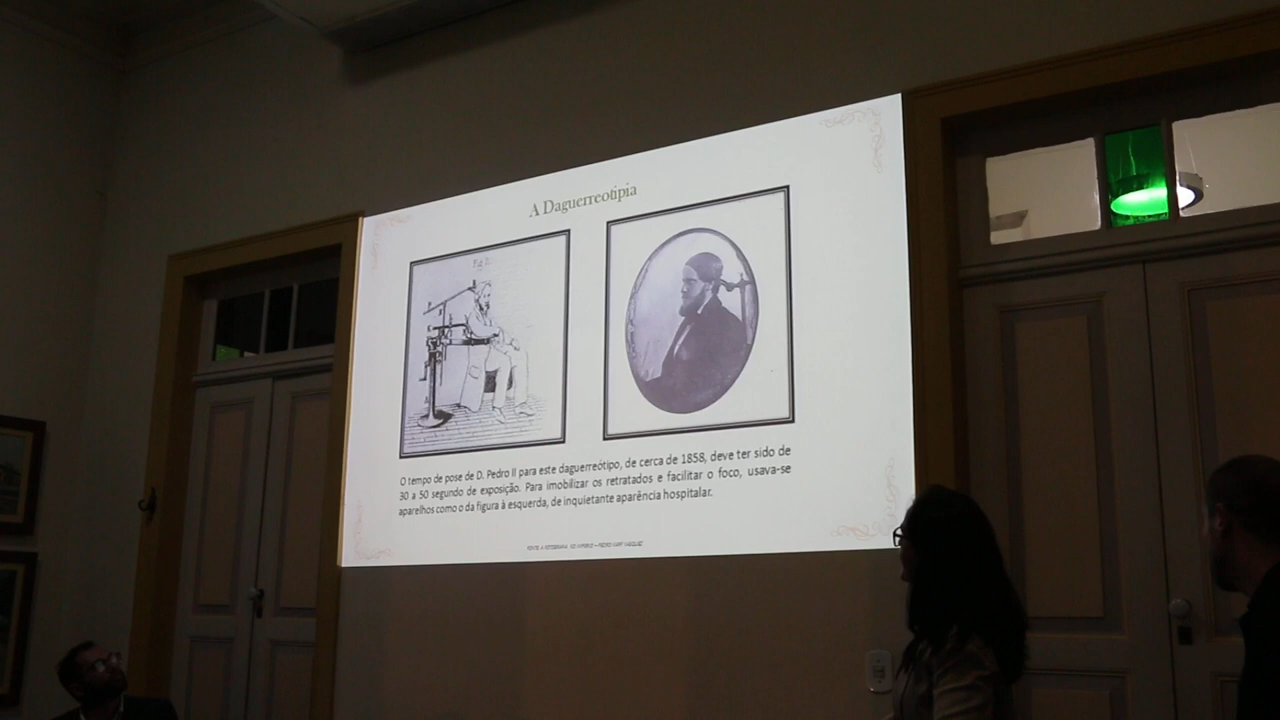 A Daguerreotipia
Fig 2.
O tempo de pose de D. Pedro II para este daguerreótipo, de cerca de 1858, deve ter sido de
30 a 50 segundo de exposição. Para imobilizar os retratados e facilitar o foco, usava-se
aparelhos como o da figura à esquerda, de inquietante aparência hospitalar.